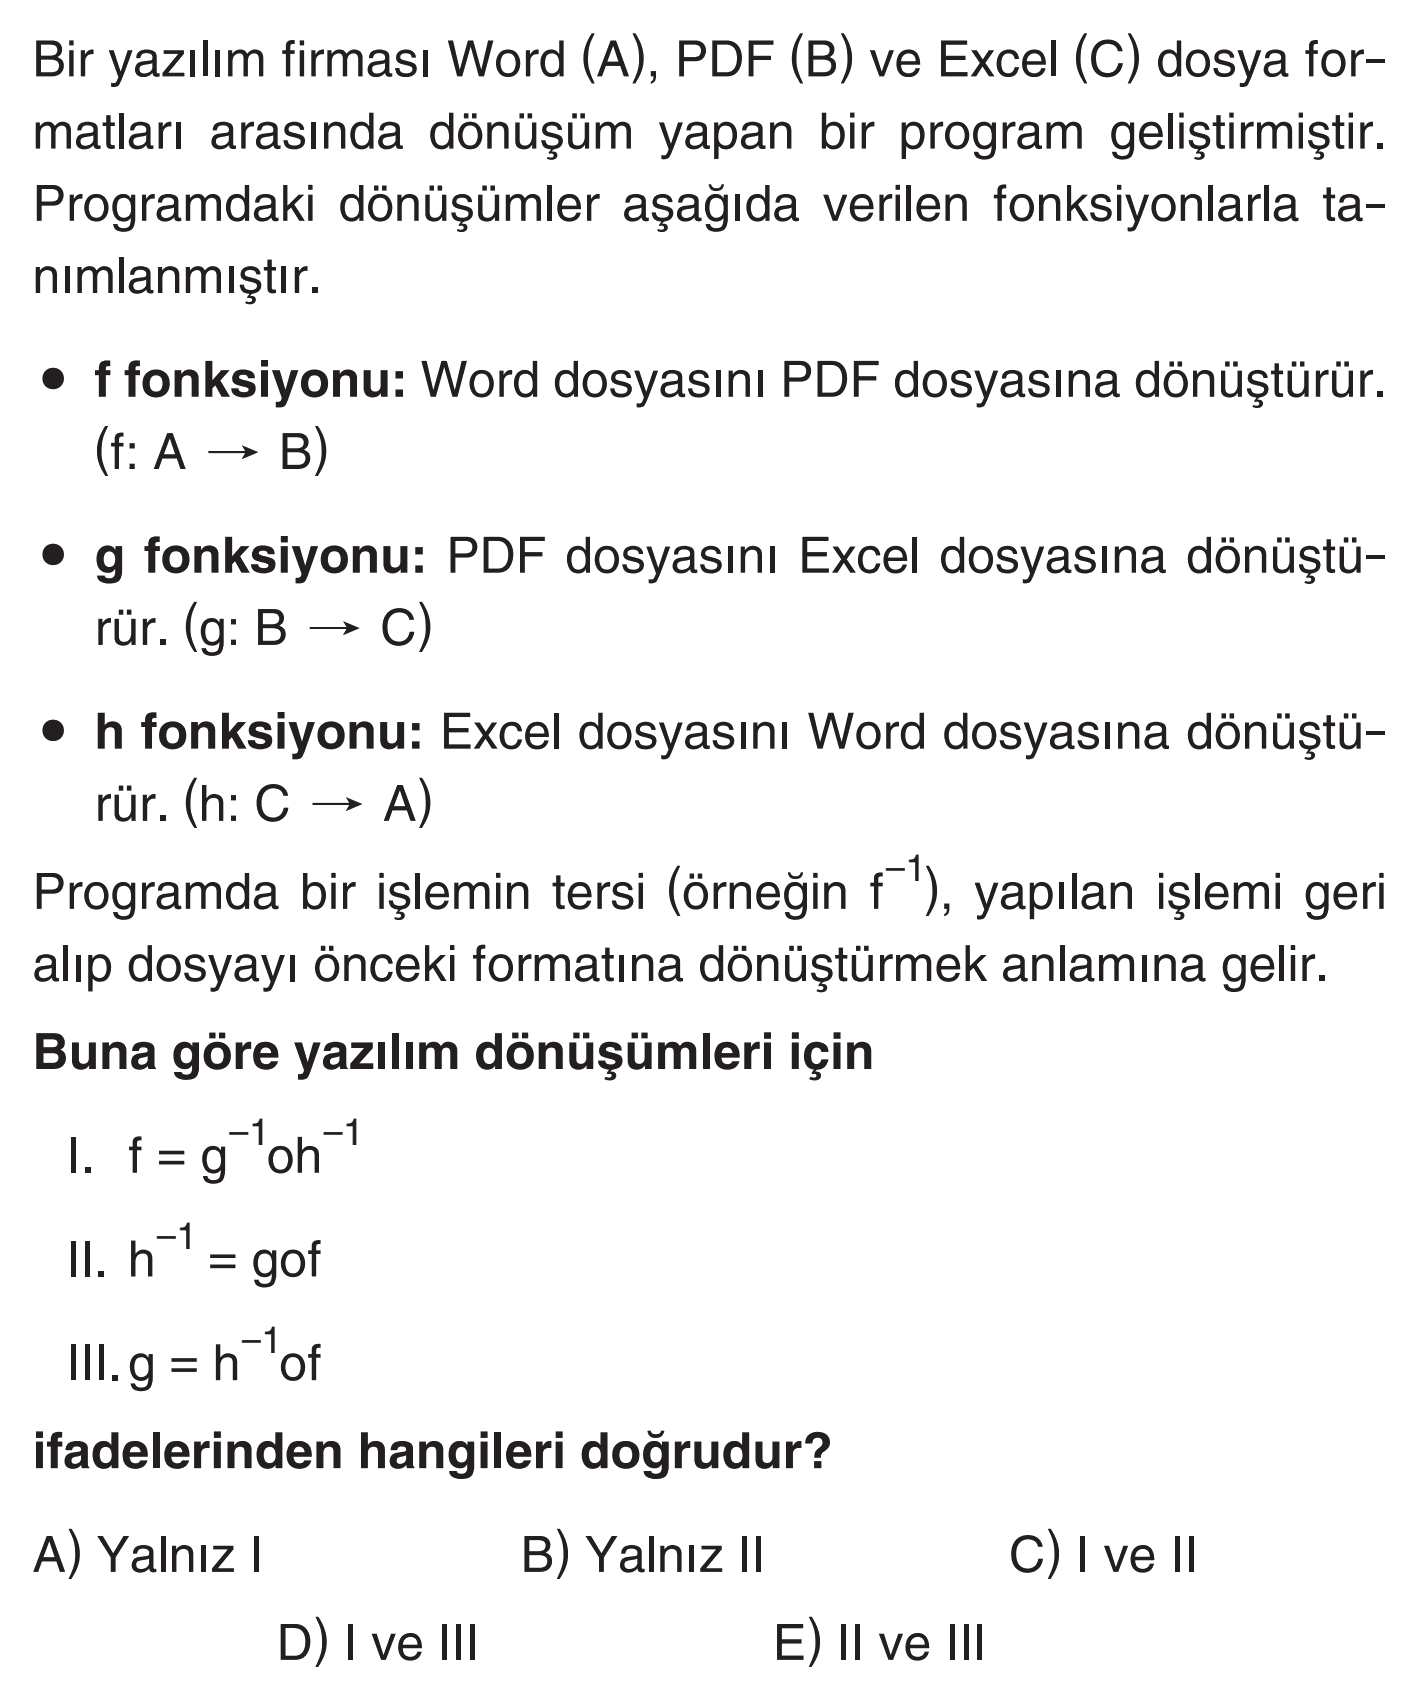 Bir yazılım firması Word (A), PDF (B) ve Excel (C) dosya for-
matları arasında dönüşüm yapan bir program geliştirmiştir.
Programdaki dönüşümler aşağıda verilen fonksiyonlarla ta-
nımlanmıştır.
• f fonksiyonu: Word dosyasını PDF dosyasına dönüştürür.
(f: A → B)
• g fonksiyonu: PDF dosyasını Excel dosyasına dönüştü-
rür. (g: B → C)
• h fonksiyonu: Excel dosyasını Word dosyasına dönüştü-
rür. (h: C → A)
Programda bir işlemin tersi (örneğin f⁻¹), yapılan işlemi geri
alıp dosyayı önceki formatına dönüştürmek anlamına gelir.
Buna göre yazılım dönüşümleri için
I. f = g⁻¹oh⁻¹
II. h⁻¹ = gof
III. g = h⁻¹of
ifadelerinden hangileri doğrudur?
A) Yalnız I B) Yalnız II C) I ve II
D) I ve III E) II ve III